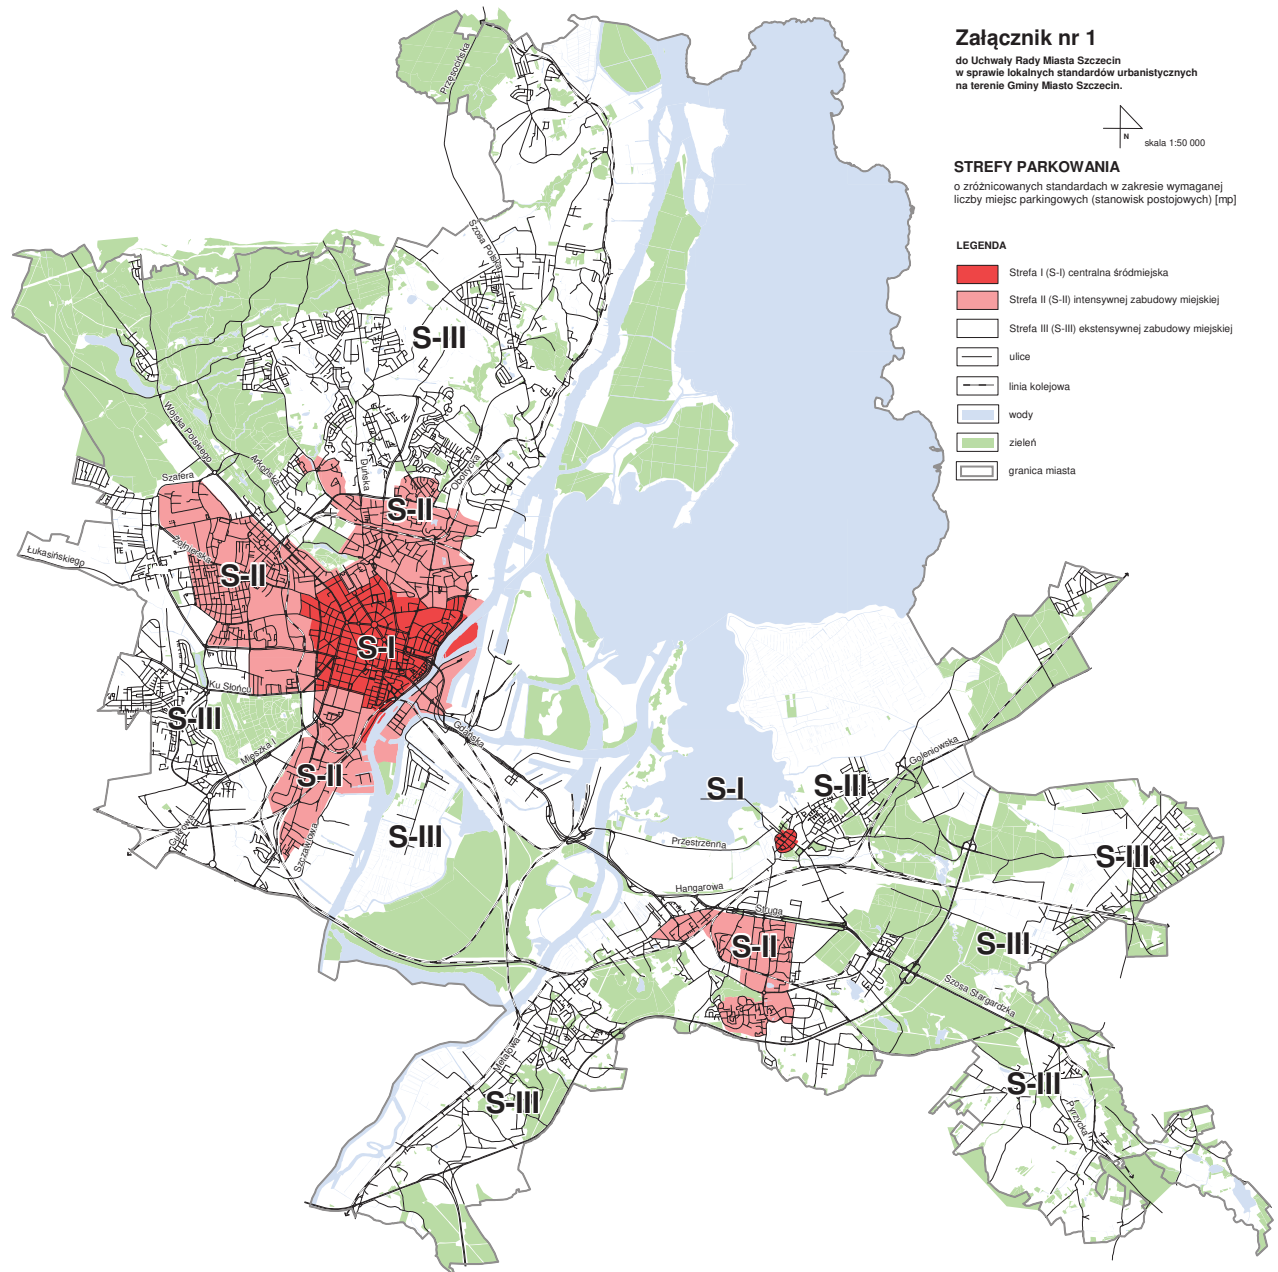 Załącznik nr 1
do Uchwały Rady Miasta Szczecin
w sprawie lokalnych standardów urbanistycznych
na terenie Gminy Miasto Szczecin.
N
skala 1:50 000
STREFY PARKOWANIA
o zróżnicowanych standardach w zakresie wymaganej
liczby miejsc parkingowych (stanowisk postojowych) [mp]
LEGENDA
Strefa I (S-I) centralna śródmiejska
Strefa II (S-II) intensywnej zabudowy miejskiej
Strefa III (S-III) ekstensywnej zabudowy miejskiej
ulice
linia kolejowa
wody
zieleń
granica miasta
Przęsocińska
Szosa Polska
S-III
Wojska Polskiego
Arkońska
Duńska
Obotrycka
Szafera
S-II
Żołnierska
Łukasińskiego
S-II
S-I
Ku Słońcu
S-III
Mieszka I
Gdańska
S-II
Goleniowska
S-I
S-III
Cukrowa
Szczawiowa
S-III
Przestrzenna
S-III
Hangarowa
Struga
S-II
S-III
Szosa Stargardzka
Metalowa
S-III
S-III
Pyrzycka